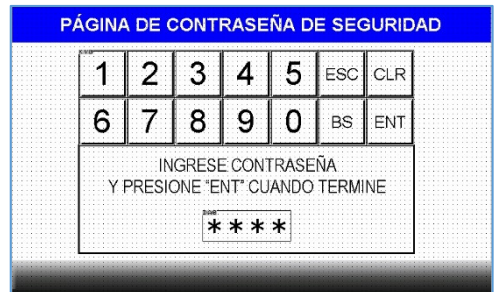 PÁGINA DE CONTRASEÑA DE SEGURIDAD
1 2 3 4 5 ESC CLR
6 7 8 9 0 BS ENT
INGRESE CONTRASEÑA
Y PRESIONE "ENT" CUANDO TERMINE
****